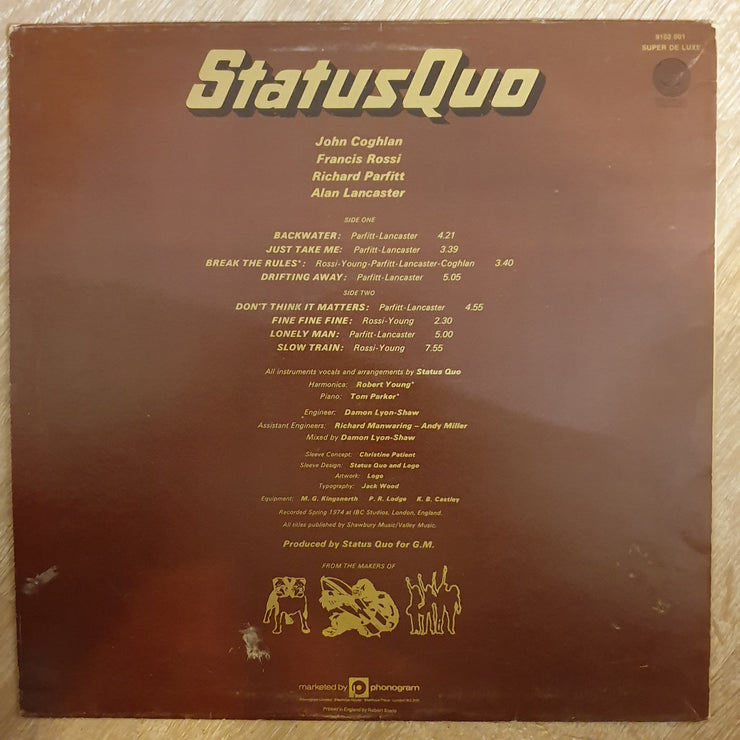 9102 001
SUPER DE LUXE
StatusQuo
John Coghlan
Francis Rossi
Richard Parfitt
Alan Lancaster
SIDE ONE
BACKWATER: Parfitt-Lancaster 4.21
JUST TAKE ME: Parfitt-Lancaster 3.39
BREAK THE RULES*: Rossi-Young-Parfitt-Lancaster-Coghlan 3.40
DRIFTING AWAY: Parfitt-Lancaster 5.05
SIDE TWO
DON'T THINK IT MATTERS: Parfitt-Lancaster 4.55
FINE FINE FINE: Rossi-Young 2.30
LONELY MAN: Parfitt-Lancaster 5.00
SLOW TRAIN: Rossi-Young 7.55
All instruments vocals and arrangements by Status Quo
Harmonica: Robert Young*
Piano: Tom Parker*
Engineer: Damon Lyon-Shaw
Assistant Engineers: Richard Manwaring – Andy Miller
Mixed by Damon Lyon-Shaw
Sleeve Concept: Christine Patient
Sleeve Design: Status Quo and Logo
Artwork: Logo
Typography: Jack Wood
Equipment: M. G. Kingsnorth P. R. Lodge K. B. Castley
Recorded Spring 1974 at IBC Studios, London, England.
All titles published by Shawbury Music/Valley Music.
Produced by Status Quo for G.M.
FROM THE MAKERS OF
marketed by phonogram
Printed in England by Robert